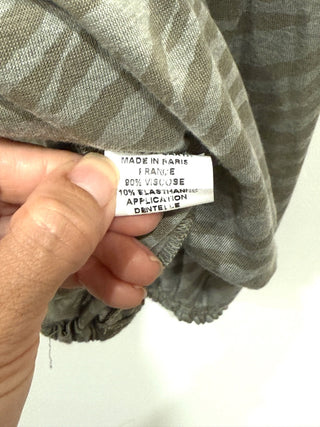 MADE IN PARIS
FRANCE
90% VISCOSE
10% ELASTHANNE
APPLICATION
DENTELLE